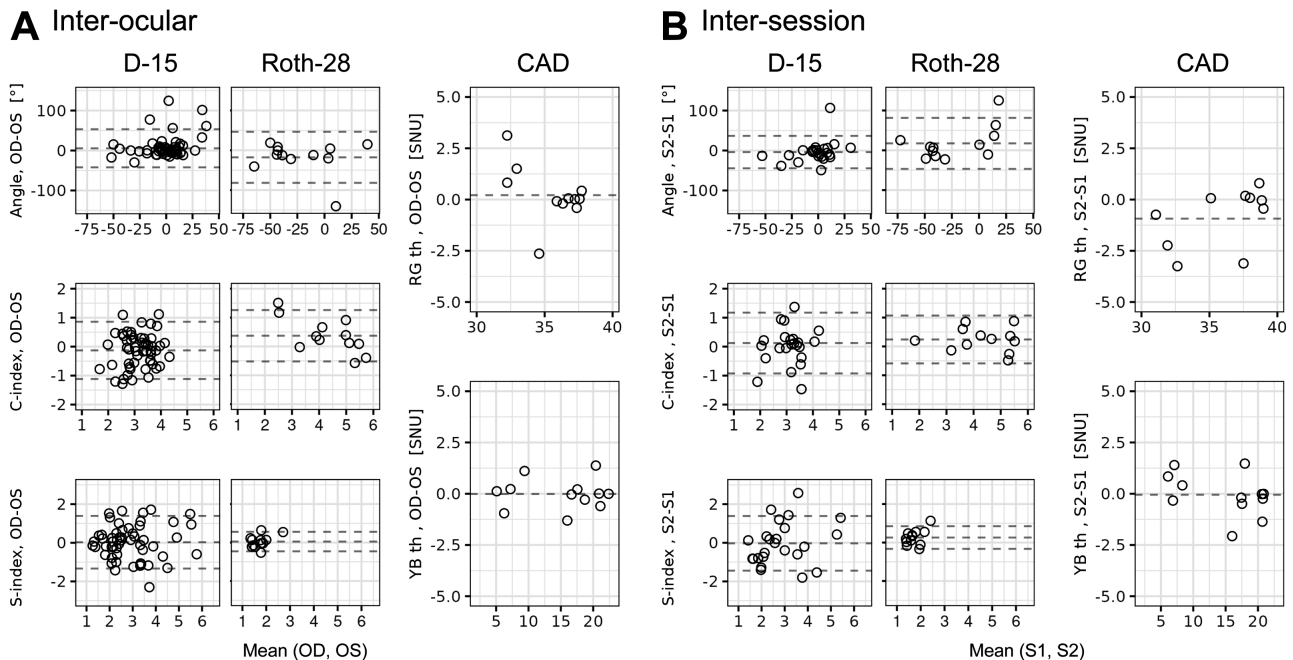 A Inter-ocular
D-15 Roth-28 CAD
Angle, OD-OS [°]
100
0
-100
-75 -50 -25 0 25 50
-75 -50 -25 0 25 50
RG th , OD-OS [SNU]
5.0
2.5
0.0
-2.5
-5.0
30 35 40
C-index, OD-OS
2
1
0
-1
-2
1 2 3 4 5 6
1 2 3 4 5 6
YB th , OD-OS [SNU]
5.0
2.5
0.0
-2.5
-5.0
5 10 15 20
S-index, OD-OS
2
0
-2
1 2 3 4 5 6
1 2 3 4 5 6
Mean (OD, OS)
B Inter-session
D-15 Roth-28 CAD
Angle , S2-S1 [°]
100
0
-100
-75 -50 -25 0 25 50
-75 -50 -25 0 25 50
RG th , S2-S1 [SNU]
5.0
2.5
0.0
-2.5
-5.0
30 35 40
C-index , S2-S1
2
1
0
-1
-2
1 2 3 4 5 6
1 2 3 4 5 6
YB th , S2-S1 [SNU]
5.0
2.5
0.0
-2.5
-5.0
5 10 15 20
S-index , S2-S1
2
0
-2
1 2 3 4 5 6
1 2 3 4 5 6
Mean (S1, S2)